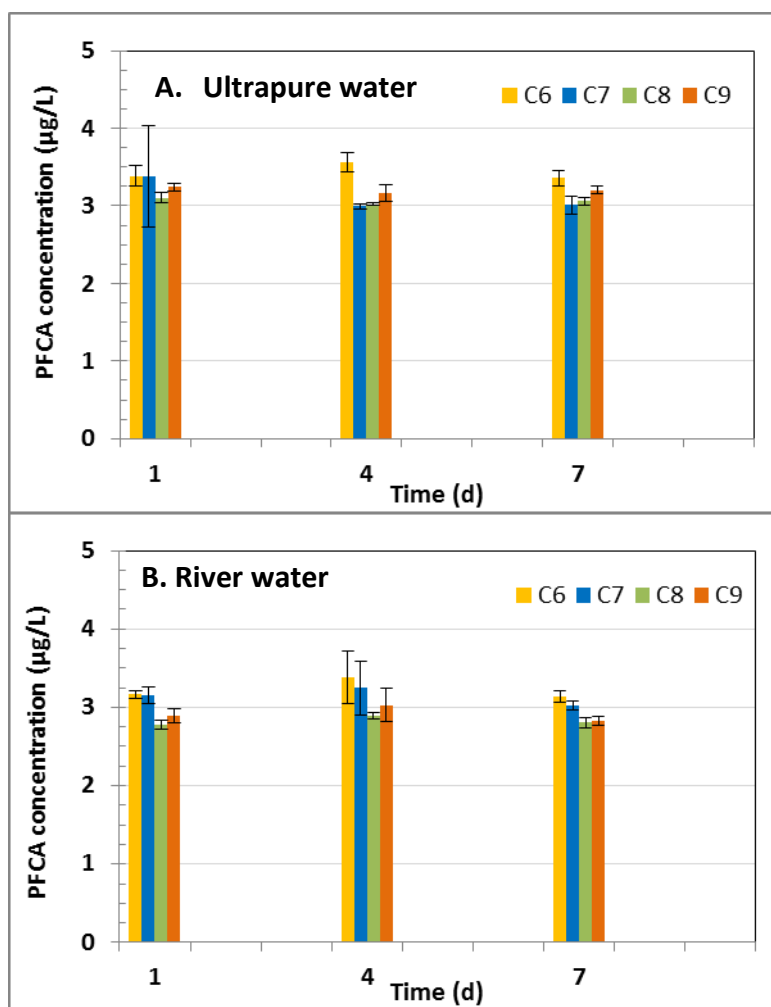 A. Ultrapure water
C6 C7 C8 C9
PFCA concentration (µg/L)
5
4
3
2
1
0
1 4 7
Time (d)
B. River water
C6 C7 C8 C9
PFCA concentration (µg/L)
5
4
3
2
1
0
1 4 7
Time (d)